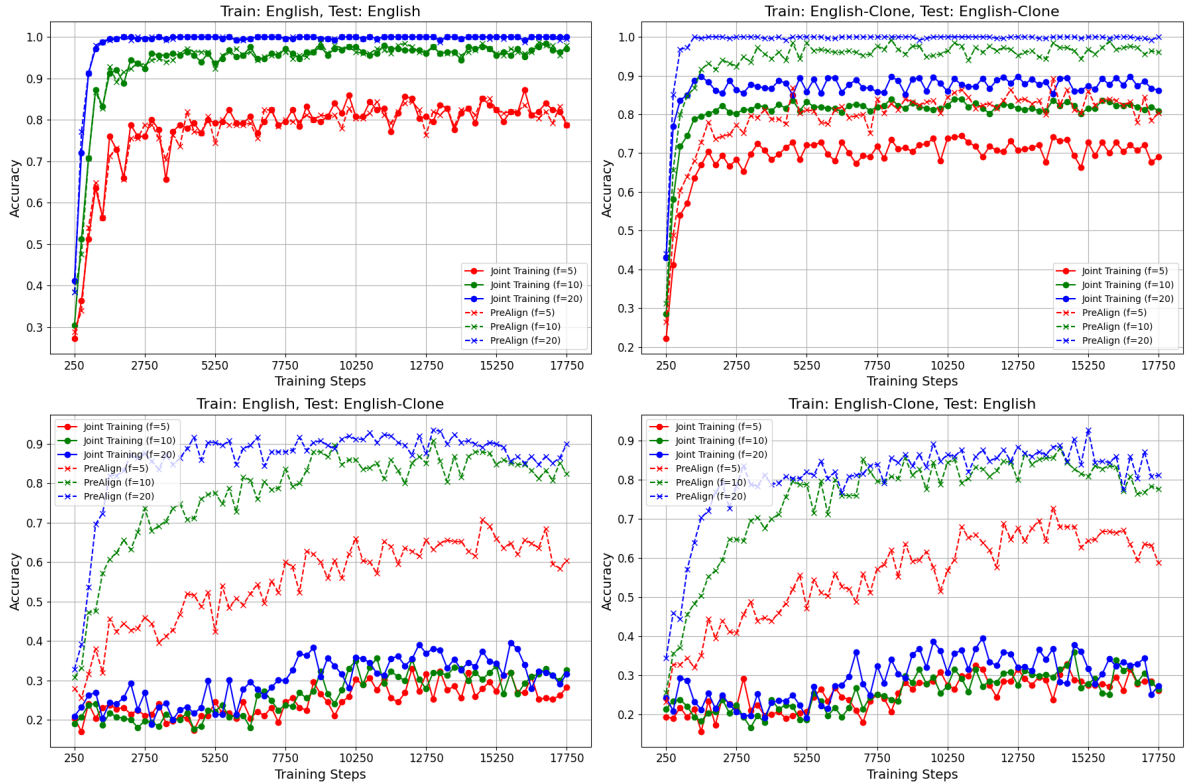 Train: English, Test: English
Accuracy
1.0
0.9
0.8
0.7
0.6
0.5
0.4
0.3
Joint Training (f=5)
Joint Training (f=10)
Joint Training (f=20)
PreAlign (f=5)
PreAlign (f=10)
PreAlign (f=20)
250 2750 5250 7750 10250 12750 15250 17750
Training Steps
Train: English-Clone, Test: English-Clone
Accuracy
1.0
0.9
0.8
0.7
0.6
0.5
0.4
0.3
0.2
Joint Training (f=5)
Joint Training (f=10)
Joint Training (f=20)
PreAlign (f=5)
PreAlign (f=10)
PreAlign (f=20)
250 2750 5250 7750 10250 12750 15250 17750
Training Steps
Train: English, Test: English-Clone
Accuracy
Joint Training (f=5)
Joint Training (f=10)
Joint Training (f=20)
PreAlign (f=5)
PreAlign (f=10)
PreAlign (f=20)
0.9
0.8
0.7
0.6
0.5
0.4
0.3
0.2
250 2750 5250 7750 10250 12750 15250 17750
Training Steps
Train: English-Clone, Test: English
Accuracy
Joint Training (f=5)
Joint Training (f=10)
Joint Training (f=20)
PreAlign (f=5)
PreAlign (f=10)
PreAlign (f=20)
0.9
0.8
0.7
0.6
0.5
0.4
0.3
0.2
250 2750 5250 7750 10250 12750 15250 17750
Training Steps